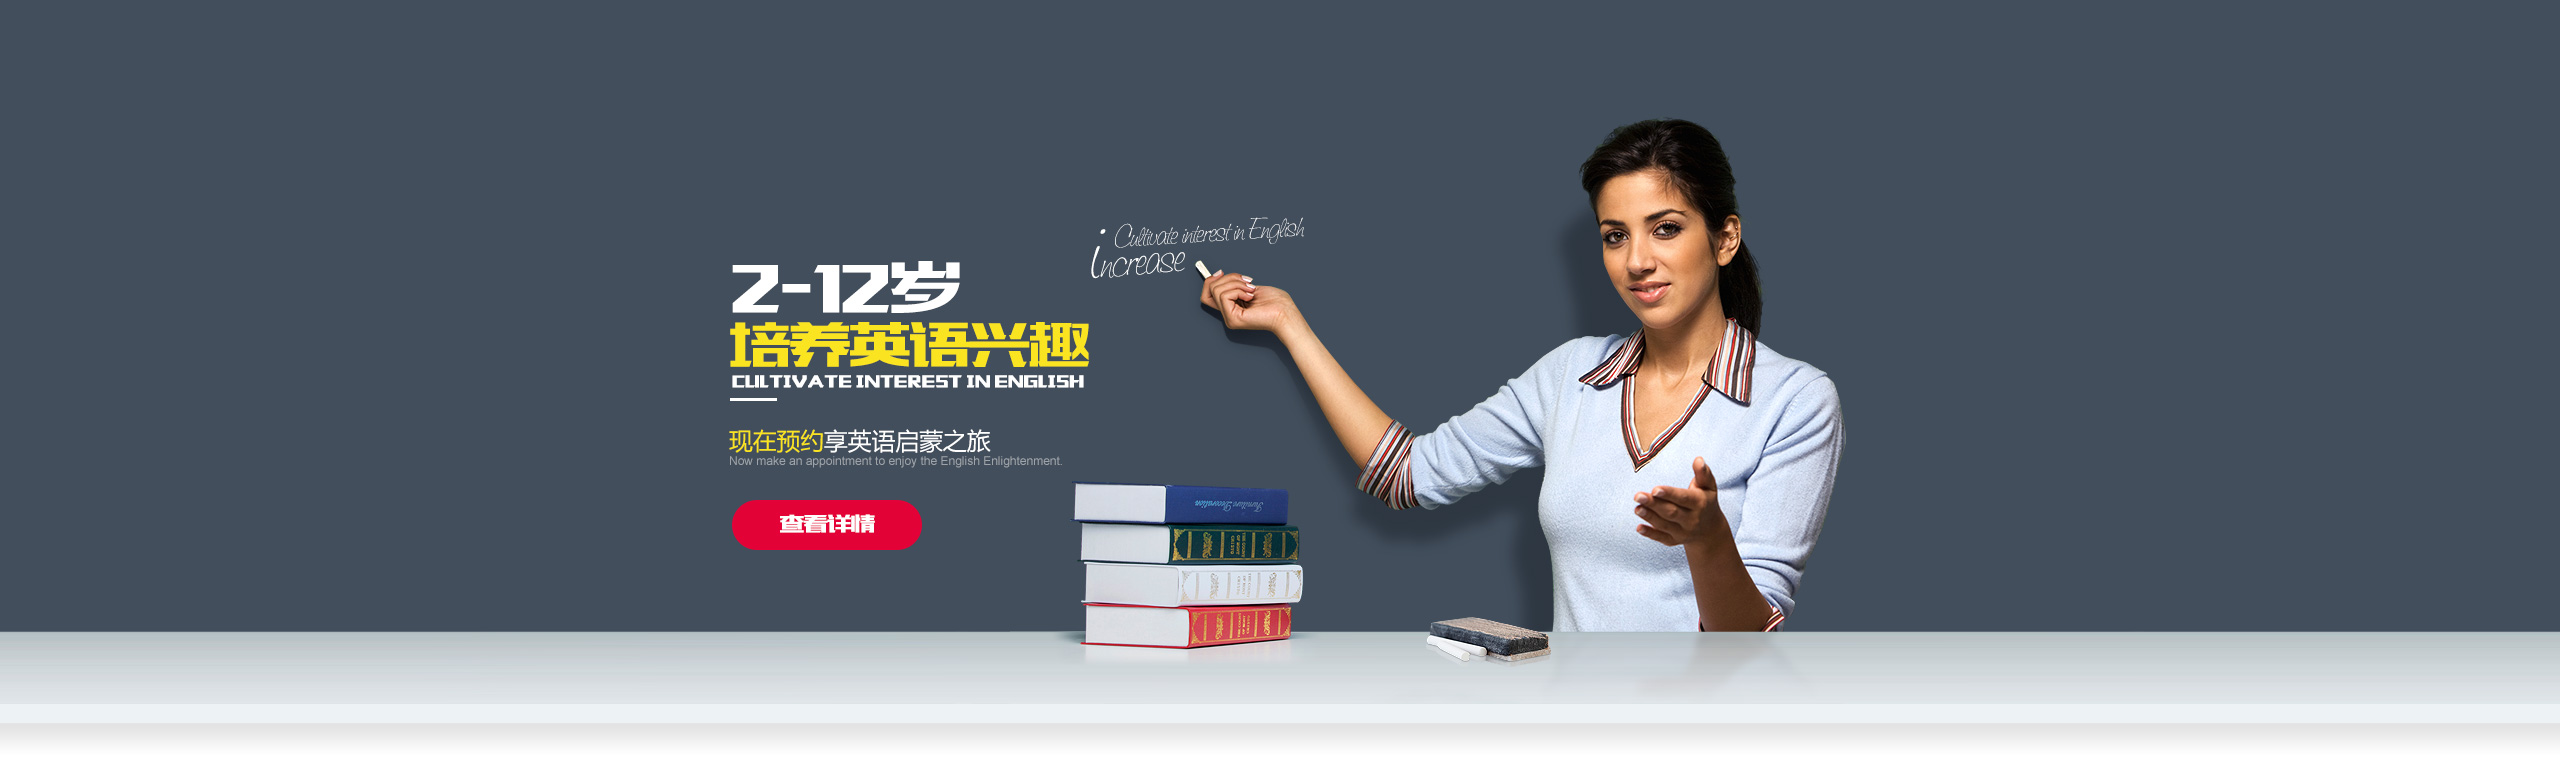 2-12岁
培养英语兴趣
CULTIVATE INTEREST IN ENGLISH
现在预约享英语启蒙之旅
Now make an appointment to enjoy the English Enlightenment.
查看详情
Cultivate interest in English
increase